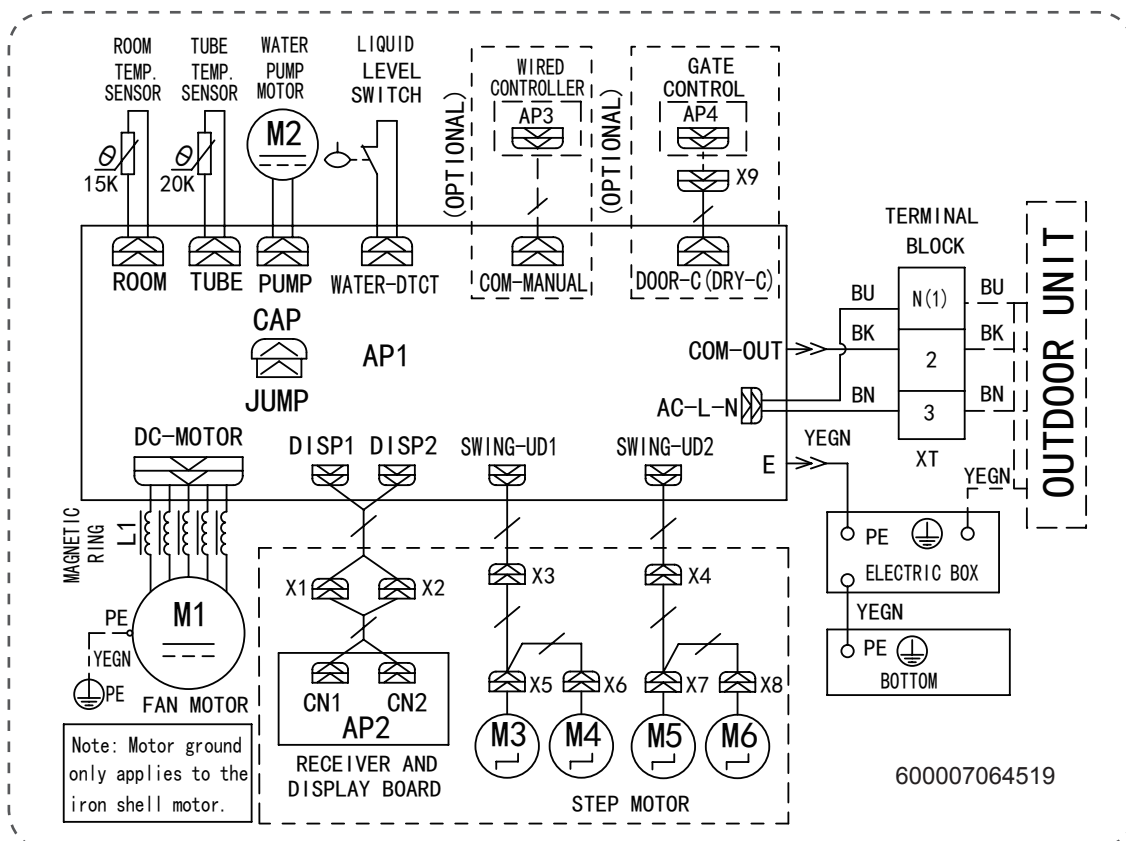 ROOM
TEMP.
SENSOR
TUBE
TEMP.
SENSOR
WATER
PUMP
MOTOR
LIQUID
LEVEL
SWITCH
(OPTIONAL)
WIRED
CONTROLLER
AP3
(OPTIONAL)
GATE
CONTROL
AP4
X9
θ
15K
θ
20K
M2
ROOM
TUBE
PUMP
WATER-DTCT
COM-MANUAL
DOOR-C(DRY-C)
CAP
JUMP
AP1
TERMINAL
BLOCK
BU
N(1)
BU
COM-OUT
BK
2
BK
AC-L-N
BN
3
BN
XT
OUTDOOR UNIT
E
YEGN
YEGN
PE
ELECTRIC BOX
YEGN
PE
BOTTOM
DC-MOTOR
DISP1
DISP2
SWING-UD1
SWING-UD2
MAGNETIC
RING
L1
M1
PE
YEGN
PE
FAN MOTOR
X1
X2
X3
X4
CN1
CN2
AP2
RECEIVER AND
DISPLAY BOARD
X5
X6
X7
X8
M3
M4
M5
M6
STEP MOTOR
Note: Motor ground
only applies to the
iron shell motor.
600007064519